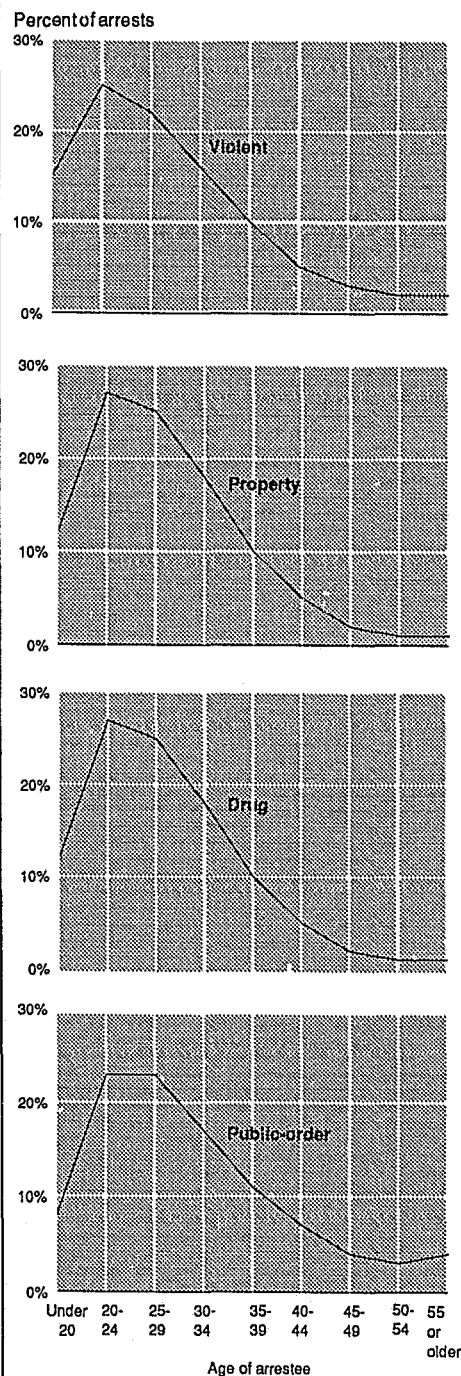 Percent of arrests
30%
20%
Violent
10%
0%
30%
20%
Property
10%
0%
30%
20%
Drug
10%
0%
30%
20%
Public-order
10%
0%
Under 20- 25- 30- 35- 40- 45- 50- 55
20 24 29 34 39 44 49 54 or
older
Age of arrestee